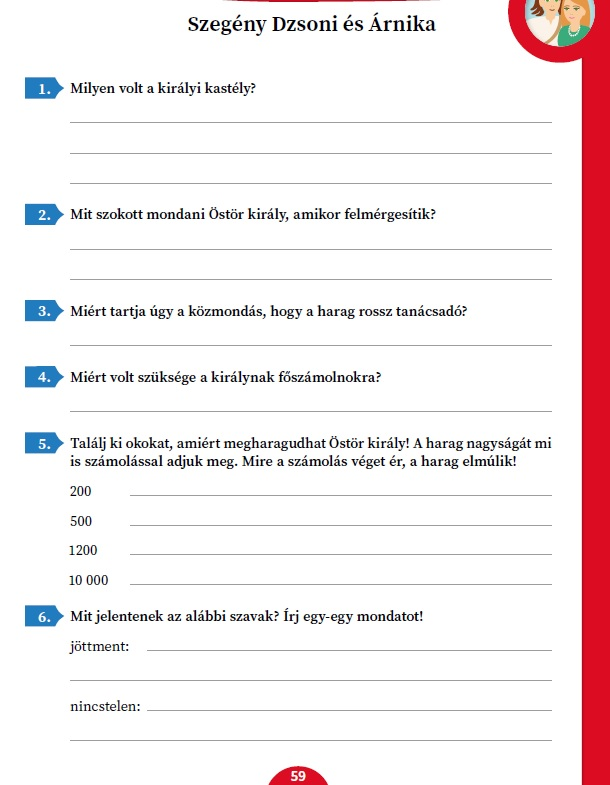 Szegény Dzsoni és Árnika
1. Milyen volt a királyi kastély?
2. Mit szokott mondani Östör király, amikor felmérgesítik?
3. Miért tartja úgy a közmondás, hogy a harag rossz tanácsadó?
4. Miért volt szüksége a királynak főszámolnokra?
5. Találj ki okokat, amiért megharagudhat Östör király! A harag nagyságát mi
is számolással adjuk meg. Mire a számolás véget ér, a harag elmúlik!
200
500
1200
10 000
6. Mit jelentenek az alábbi szavak? Írj egy-egy mondatot!
jöttment:
nincstelen:
59